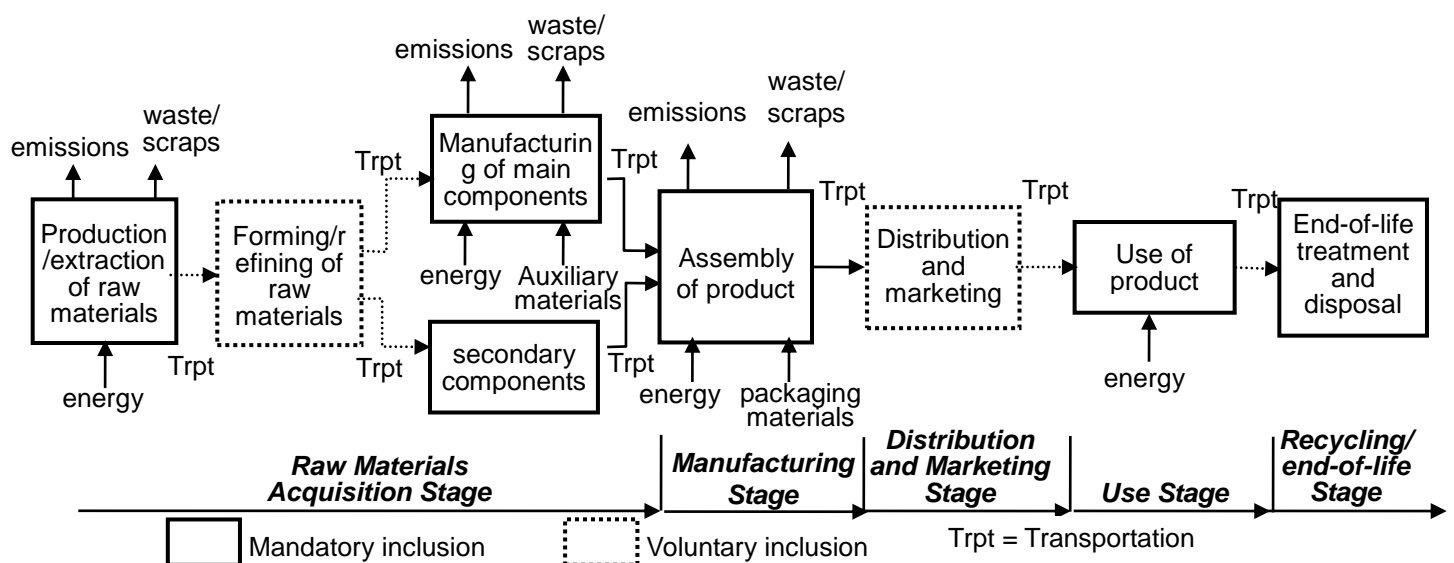 emissions
waste/
scraps
Production
/extraction
of raw
materials
energy
Trpt
Forming/r
efining of
raw
materials
Trpt
Trpt
emissions
waste/
scraps
Manufacturin
g of main
components
energy
Auxiliary
materials
Trpt
secondary
components
Trpt
emissions
waste/
scraps
Assembly
of product
energy
packaging
materials
Trpt
Distribution
and
marketing
Trpt
Use of
product
energy
Trpt
End-of-life
treatment
and
disposal
Raw Materials
Acquisition Stage
Manufacturing
Stage
Distribution
and Marketing
Stage
Use Stage
Recycling/
end-of-life
Stage
Mandatory inclusion
Voluntary inclusion
Trpt = Transportation